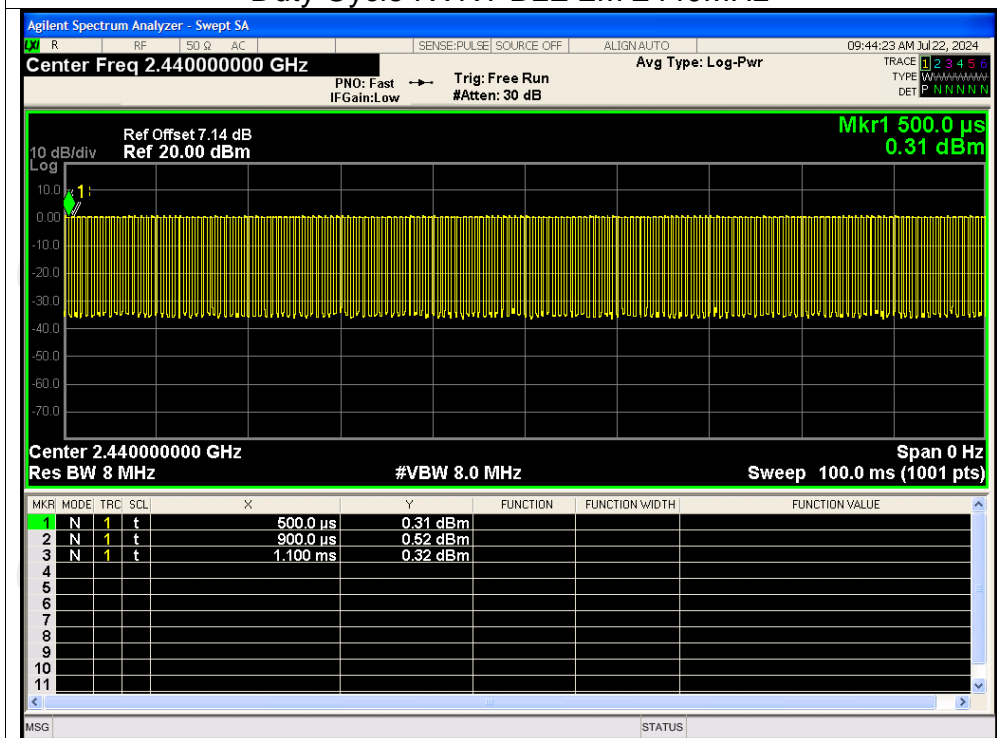 Agilent Spectrum Analyzer - Swept SA
LXI R RF 50 Ω AC SENSE:PULSE SOURCE OFF ALIGN AUTO 09:44:23 AM Jul 22, 2024
Center Freq 2.440000000 GHz
PNO: Fast
IFGain:Low
Trig: Free Run
#Atten: 30 dB
Avg Type: Log-Pwr
TRACE 1 2 3 4 5 6
TYPE WWWWWW
DET P N N N N N
Mkr1 500.0 µs
0.31 dBm
Ref Offset 7.14 dB
10 dB/div Ref 20.00 dBm
Log
10.0
1
0.00
-10.0
-20.0
-30.0
-40.0
-50.0
-60.0
-70.0
Center 2.440000000 GHz Span 0 Hz
Res BW 8 MHz #VBW 8.0 MHz Sweep 100.0 ms (1001 pts)
MKR MODE TRC SCL X Y FUNCTION FUNCTION WIDTH FUNCTION VALUE
1 N 1 t 500.0 µs 0.31 dBm
2 N 1 t 900.0 µs 0.52 dBm
3 N 1 t 1.100 ms 0.32 dBm
4
5
6
7
8
9
10
11
MSG STATUS